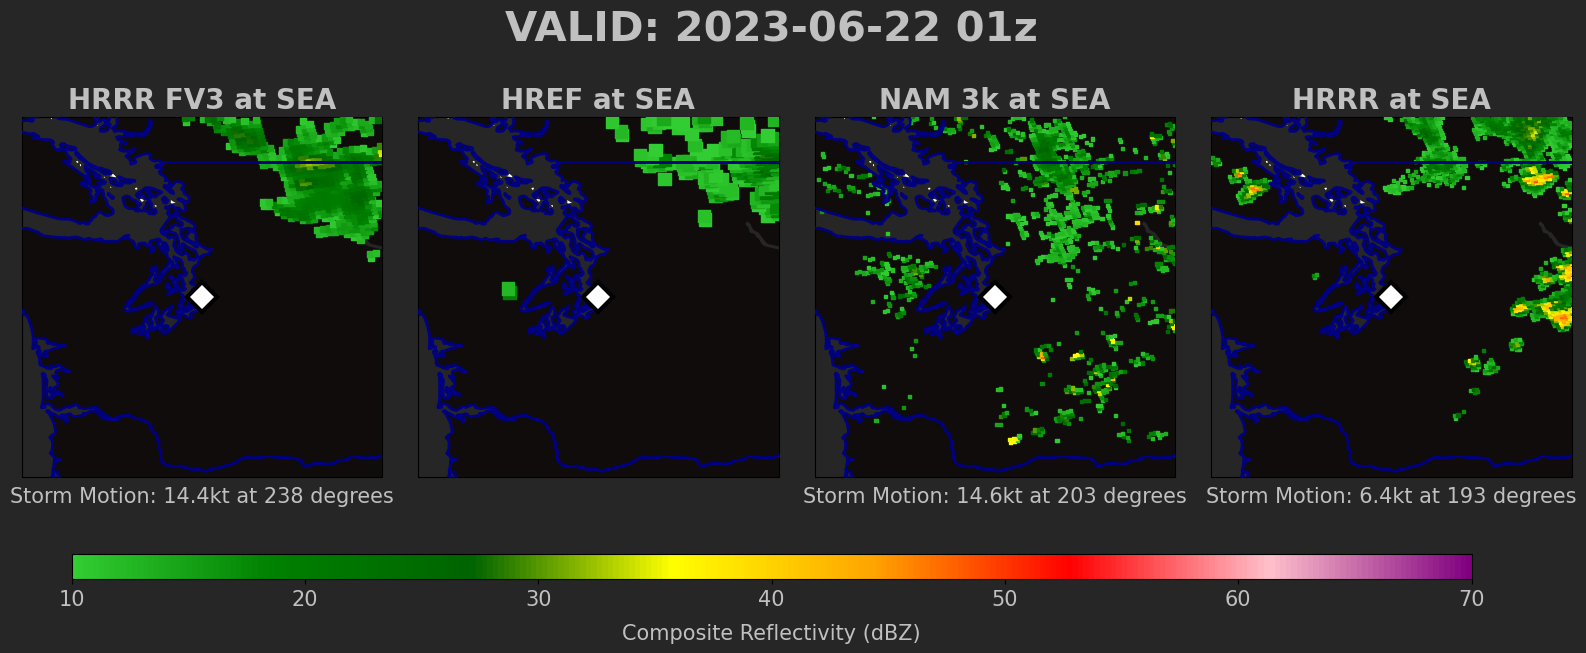 VALID: 2023-06-22 01z
HRRR FV3 at SEA
HREF at SEA
NAM 3k at SEA
HRRR at SEA
Storm Motion: 14.4kt at 238 degrees
Storm Motion: 14.6kt at 203 degrees
Storm Motion: 6.4kt at 193 degrees
10 20 30 40 50 60 70
Composite Reflectivity (dBZ)